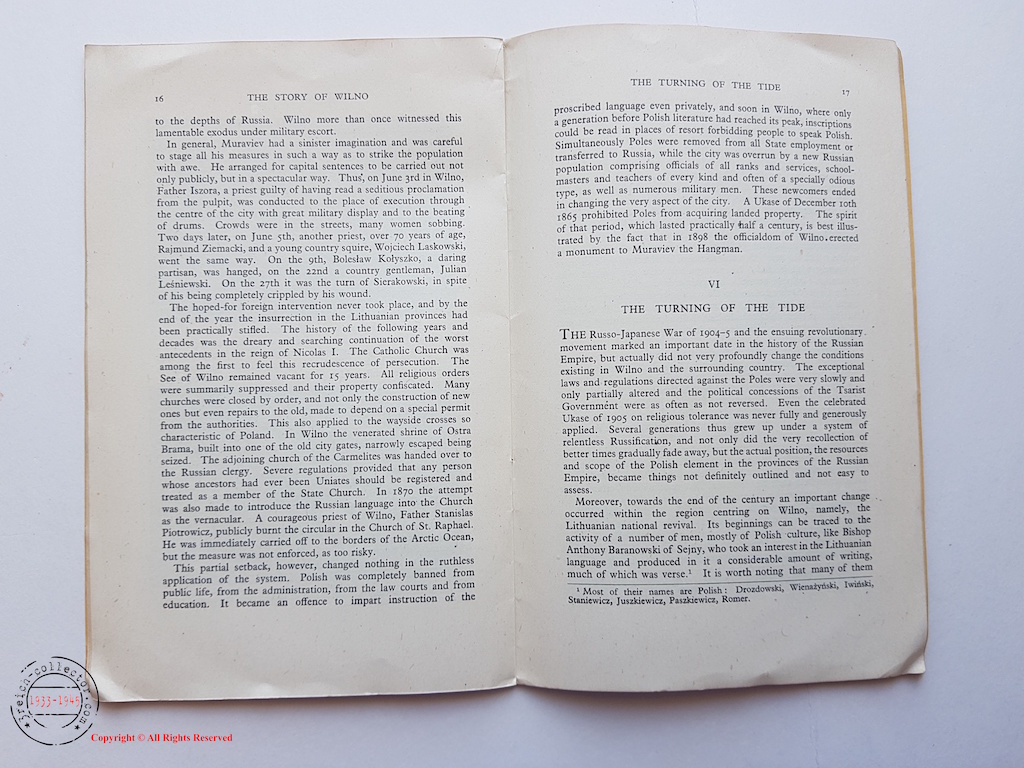 16 THE STORY OF WILNO
to the depths of Russia. Wilno more than once witnessed this
lamentable exodus under military escort.
In general, Muraviev had a sinister imagination and was careful
to stage all his measures in such a way as to strike the population
with awe. He arranged for capital sentences to be carried out not
only publicly, but in a spectacular way. Thus, on June 3rd in Wilno,
Father Iszora, a priest guilty of having read a seditious proclamation
from the pulpit, was conducted to the place of execution through
the centre of the city with great military display and to the beating
of drums. Crowds were in the streets, many women sobbing.
Two days later, on June 5th, another priest, over 70 years of age,
Rajmund Ziemacki, and a young country squire, Wojciech Laskowski,
went the same way. On the 9th, Bolesław Kołyszko, a daring
partisan, was hanged, on the 22nd a country gentleman, Julian
Leśniewski. On the 27th it was the turn of Sierakowski, in spite
of his being completely crippled by his wound.
The hoped-for foreign intervention never took place, and by the
end of the year the insurrection in the Lithuanian provinces had
been practically stifled. The history of the following years and
decades was the dreary and searching continuation of the worst
antecedents in the reign of Nicolas I. The Catholic Church was
among the first to feel this recrudescence of persecution. The
See of Wilno remained vacant for 15 years. All religious orders
were summarily suppressed and their property confiscated. Many
churches were closed by order, and not only the construction of new
ones but even repairs to the old, made to depend on a special permit
from the authorities. This also applied to the wayside crosses so
characteristic of Poland. In Wilno the venerated shrine of Ostra
Brama, built into one of the old city gates, narrowly escaped being
seized. The adjoining church of the Carmelites was handed over to
the Russian clergy. Severe regulations provided that any person
whose ancestors had ever been Uniates should be registered and
treated as a member of the State Church. In 1870 the attempt
was also made to introduce the Russian language into the Church
as the vernacular. A courageous priest of Wilno, Father Stanislas
Piotrowicz, publicly burnt the circular in the Church of St. Raphael.
He was immediately carried off to the borders of the Arctic Ocean,
but the measure was not enforced, as too risky.
This partial setback, however, changed nothing in the ruthless
application of the system. Polish was completely banned from
public life, from the administration, from the law courts and from
education. It became an offence to impart instruction of the
THE TURNING OF THE TIDE 17
proscribed language even privately, and soon in Wilno, where only
a generation before Polish literature had reached its peak, inscriptions
could be read in places of resort forbidding people to speak Polish.
Simultaneously Poles were removed from all State employment or
transferred to Russia, while the city was overrun by a new Russian
population comprising officials of all ranks and services, school-
masters and teachers of every kind and often of a specially odious
type, as well as numerous military men. These newcomers ended
in changing the very aspect of the city. A Ukase of December 10th
1865 prohibited Poles from acquiring landed property. The spirit
of that period, which lasted practically half a century, is best illus-
trated by the fact that in 1898 the officialdom of Wilno erected
a monument to Muraviev the Hangman.
VI
THE TURNING OF THE TIDE
THE Russo-Japanese War of 1904-5 and the ensuing revolutionary
movement marked an important date in the history of the Russian
Empire, but actually did not very profoundly change the conditions
existing in Wilno and the surrounding country. The exceptional
laws and regulations directed against the Poles were very slowly and
only partially altered and the political concessions of the Tsarist
Government were as often as not reversed. Even the celebrated
Ukase of 1905 on religious tolerance was never fully and generously
applied. Several generations thus grew up under a system of
relentless Russification, and not only did the very recollection of
better times gradually fade away, but the actual position, the resources
and scope of the Polish element in the provinces of the Russian
Empire, became things not definitely outlined and not easy to
assess.
Moreover, towards the end of the century an important change
occurred within the region centring on Wilno, namely, the
Lithuanian national revival. Its beginnings can be traced to the
activity of a number of men, mostly of Polish culture, like Bishop
Anthony Baranowski of Sejny, who took an interest in the Lithuanian
language and produced in it a considerable amount of writing,
much of which was verse.¹ It is worth noting that many of them
¹ Most of their names are Polish: Drozdowski, Wienażyński, Iwiński,
Staniewicz, Juszkiewicz, Paszkiewicz, Romer.
3reich-collector.com
1933-1945
Copyright © All Rights Reserved